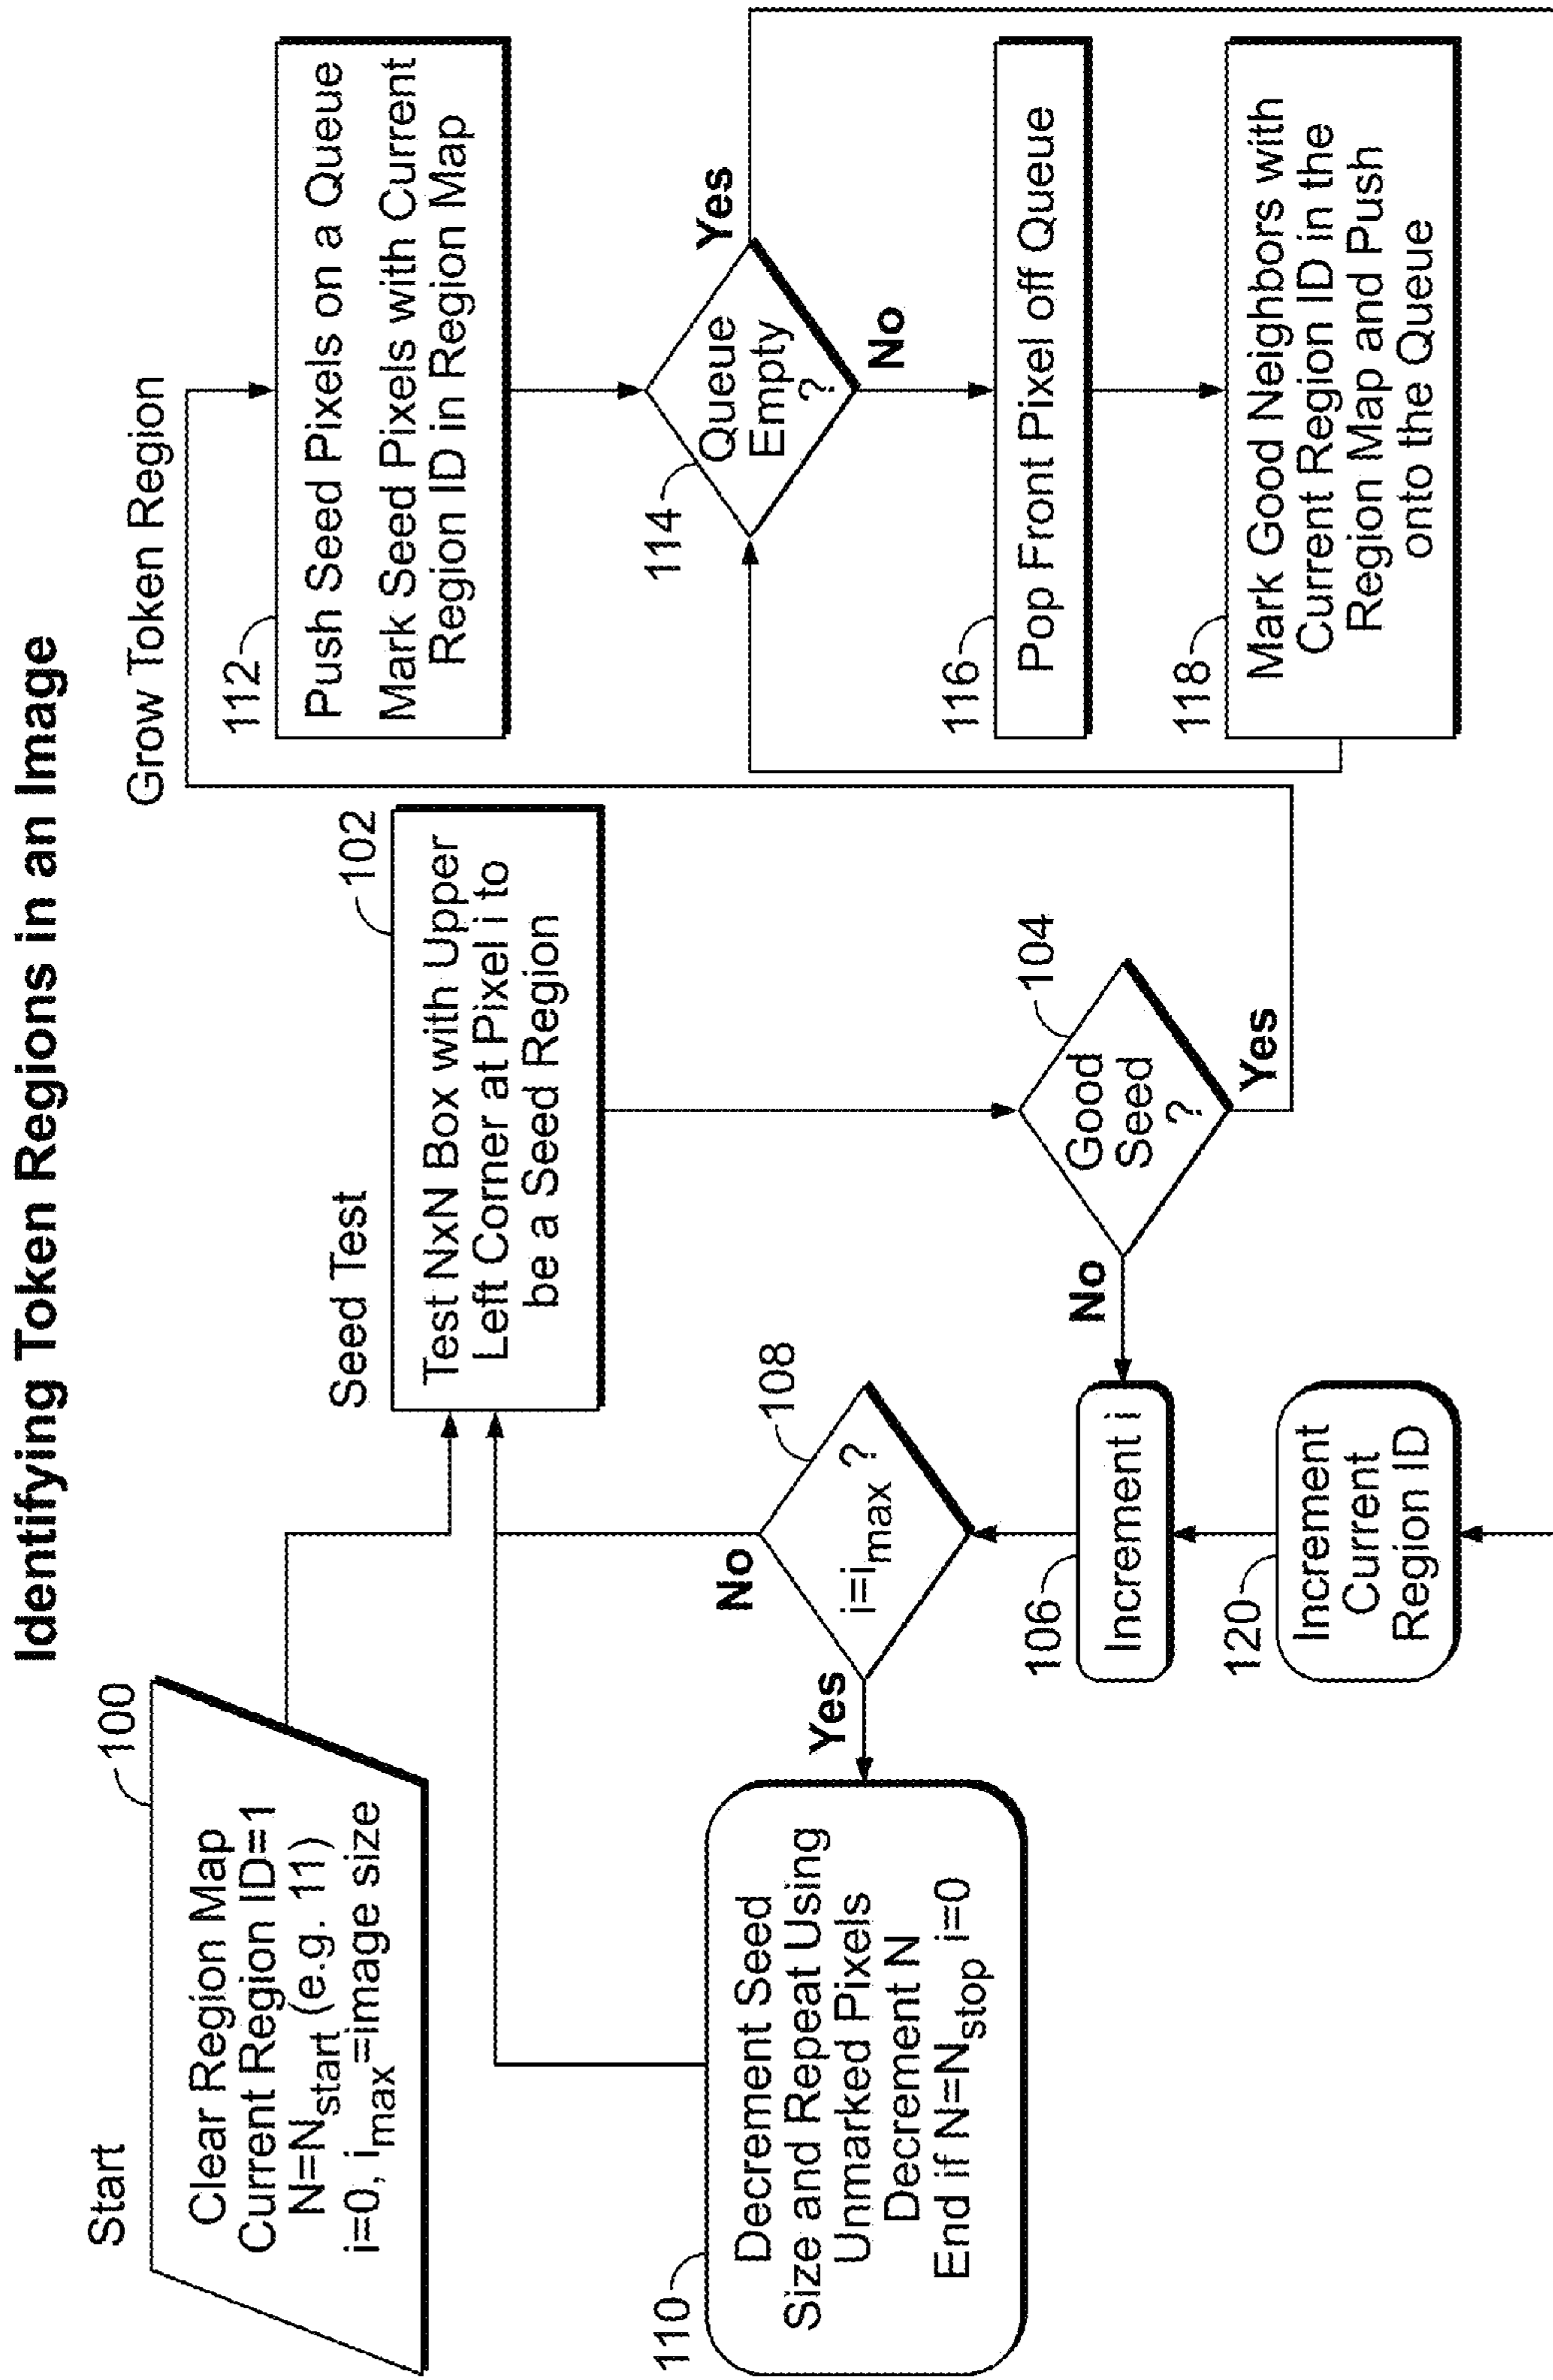 Identifying Token Regions in an Image
Start
100
Clear Region Map
Current Region ID=1
N=Nstart (e.g. 11)
i=0, imax=image size
Seed Test
102
Test NxN Box with Upper
Left Corner at Pixel i to
be a Seed Region
104
Good
Seed
?
No
Yes
106
Increment i
108
i=imax ?
No
Yes
110
Decrement Seed
Size and Repeat Using
Unmarked Pixels
Decrement N
End if N=Nstop i=0
Grow Token Region
112
Push Seed Pixels on a Queue
Mark Seed Pixels with Current
Region ID in Region Map
114
Queue
Empty
?
Yes
No
116
Pop Front Pixel off Queue
118
Mark Good Neighbors with
Current Region ID in the
Region Map and Push
onto the Queue
120
Increment
Current
Region ID